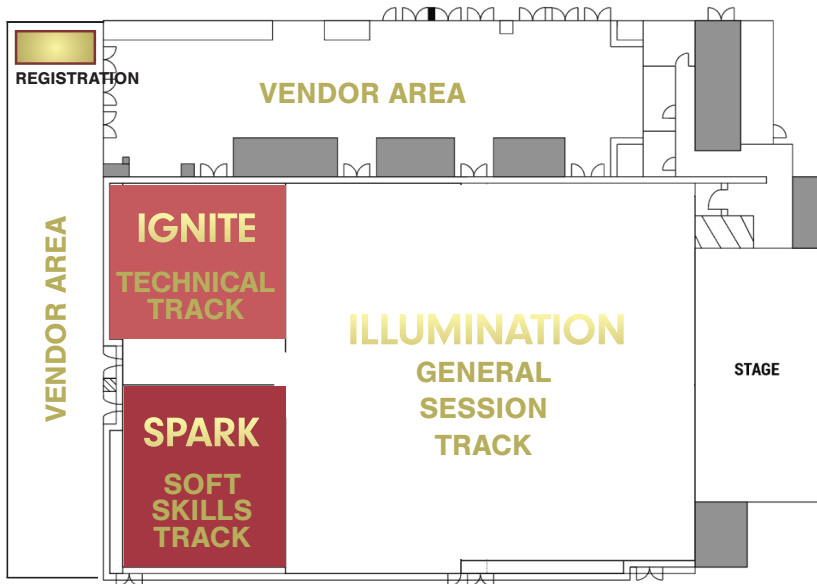 REGISTRATION
VENDOR AREA
VENDOR AREA
IGNITE
TECHNICAL
TRACK
ILLUMINATION
GENERAL
SESSION
TRACK
STAGE
SPARK
SOFT
SKILLS
TRACK